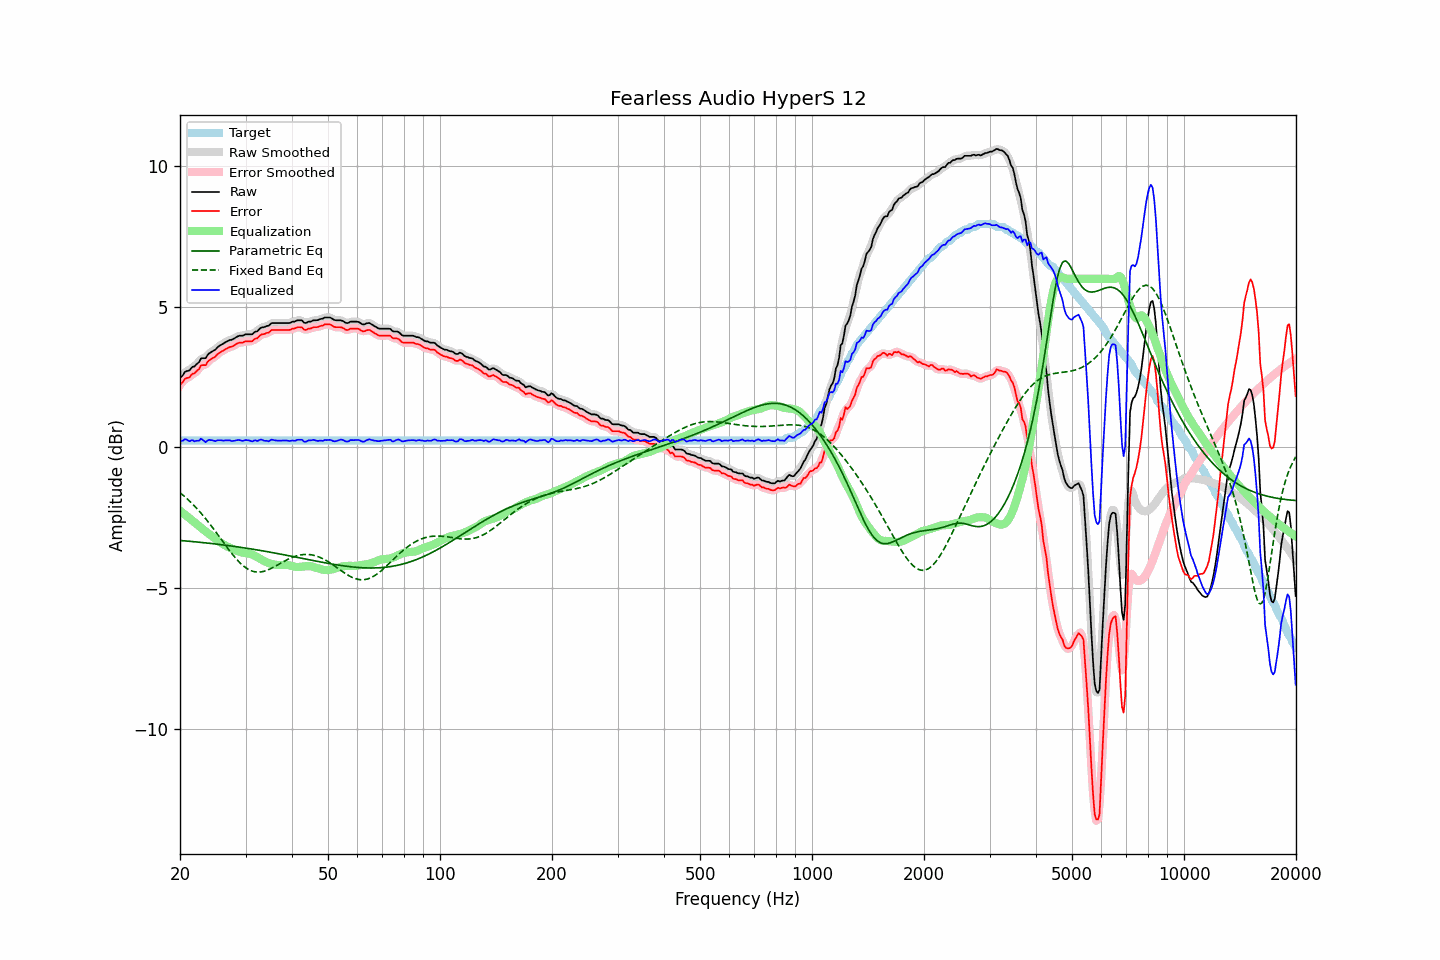 Fearless Audio HyperS 12
Target
Raw Smoothed
Error Smoothed
Raw
Error
Equalization
Parametric Eq
Fixed Band Eq
Equalized
10
5
0
−5
−10
Amplitude (dBr)
20
50
100
200
500
1000
2000
5000
10000
20000
Frequency (Hz)